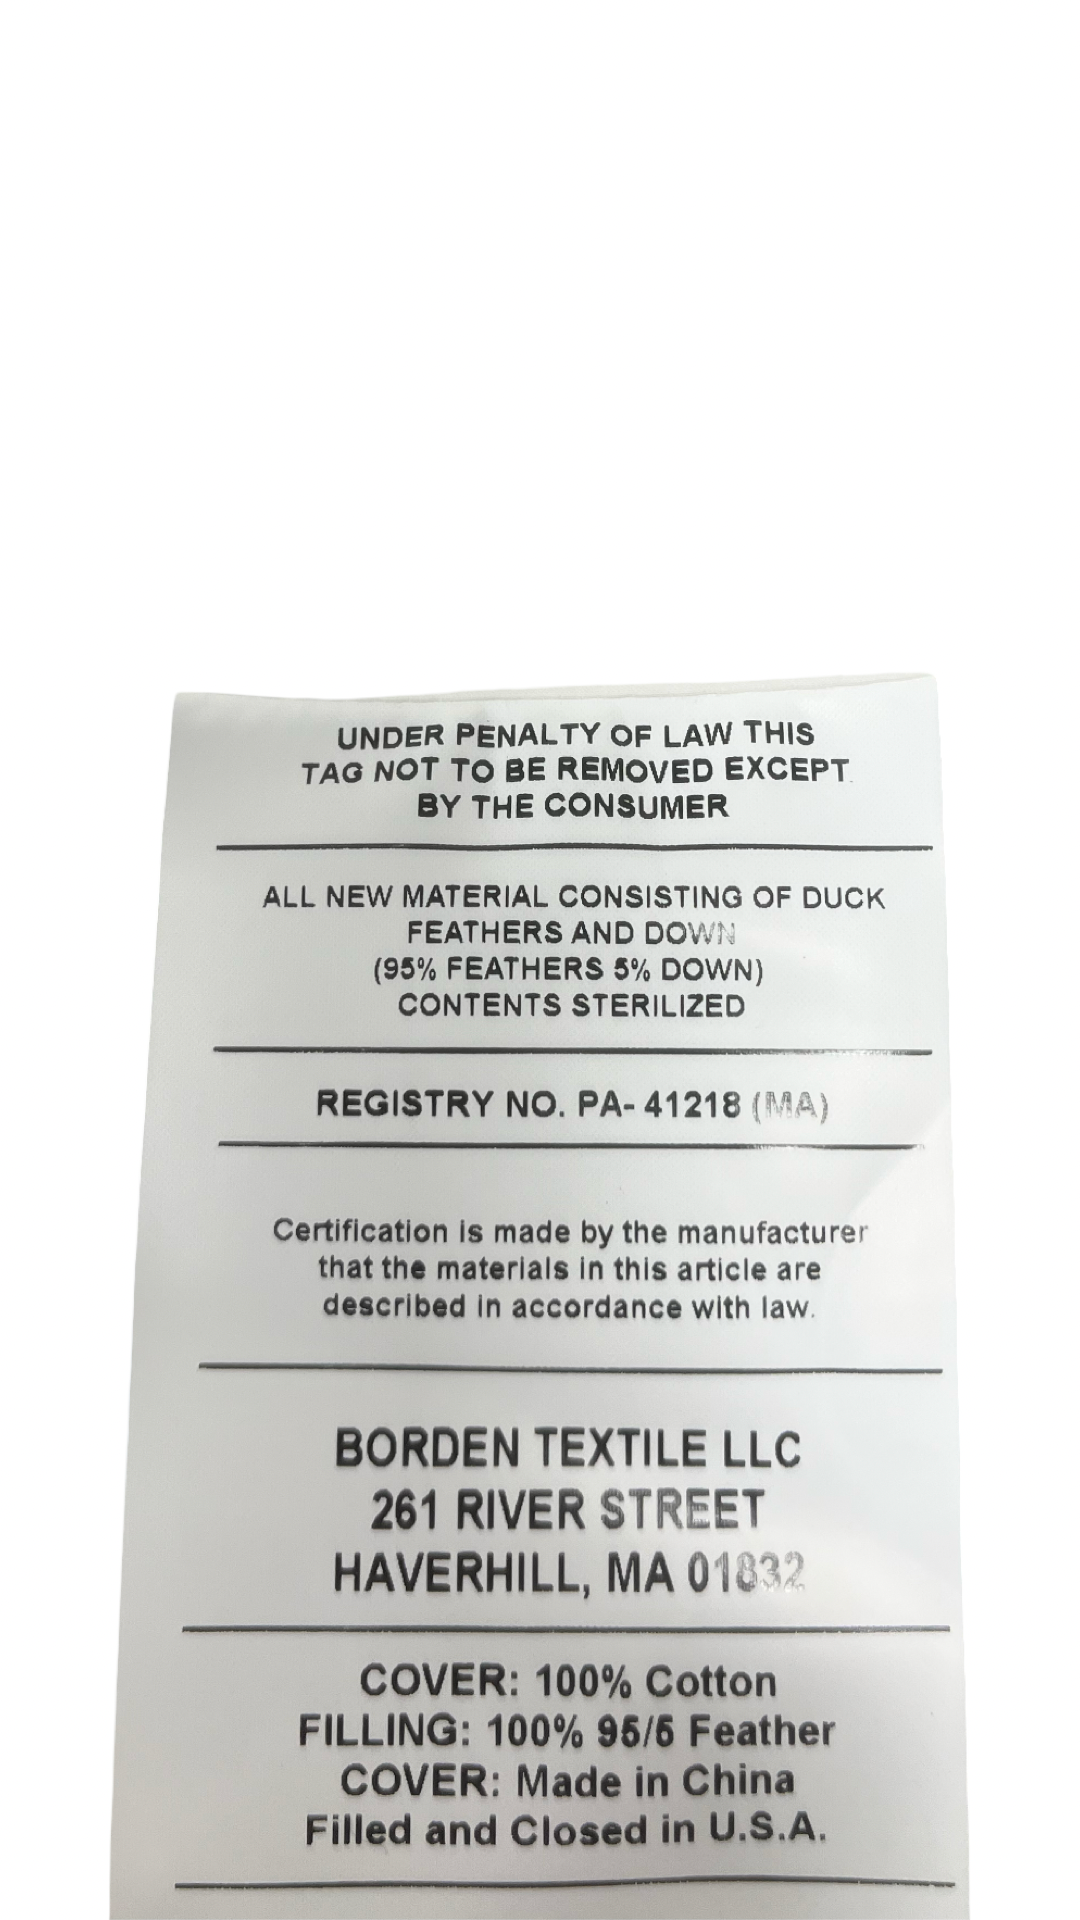 UNDER PENALTY OF LAW THIS
TAG NOT TO BE REMOVED EXCEPT
BY THE CONSUMER
ALL NEW MATERIAL CONSISTING OF DUCK
FEATHERS AND DOWN
(95% FEATHERS 5% DOWN)
CONTENTS STERILIZED
REGISTRY NO. PA- 41218 (MA)
Certification is made by the manufacturer
that the materials in this article are
described in accordance with law.
BORDEN TEXTILE LLC
261 RIVER STREET
HAVERHILL, MA 01832
COVER: 100% Cotton
FILLING: 100% 95/5 Feather
COVER: Made in China
Filled and Closed in U.S.A.